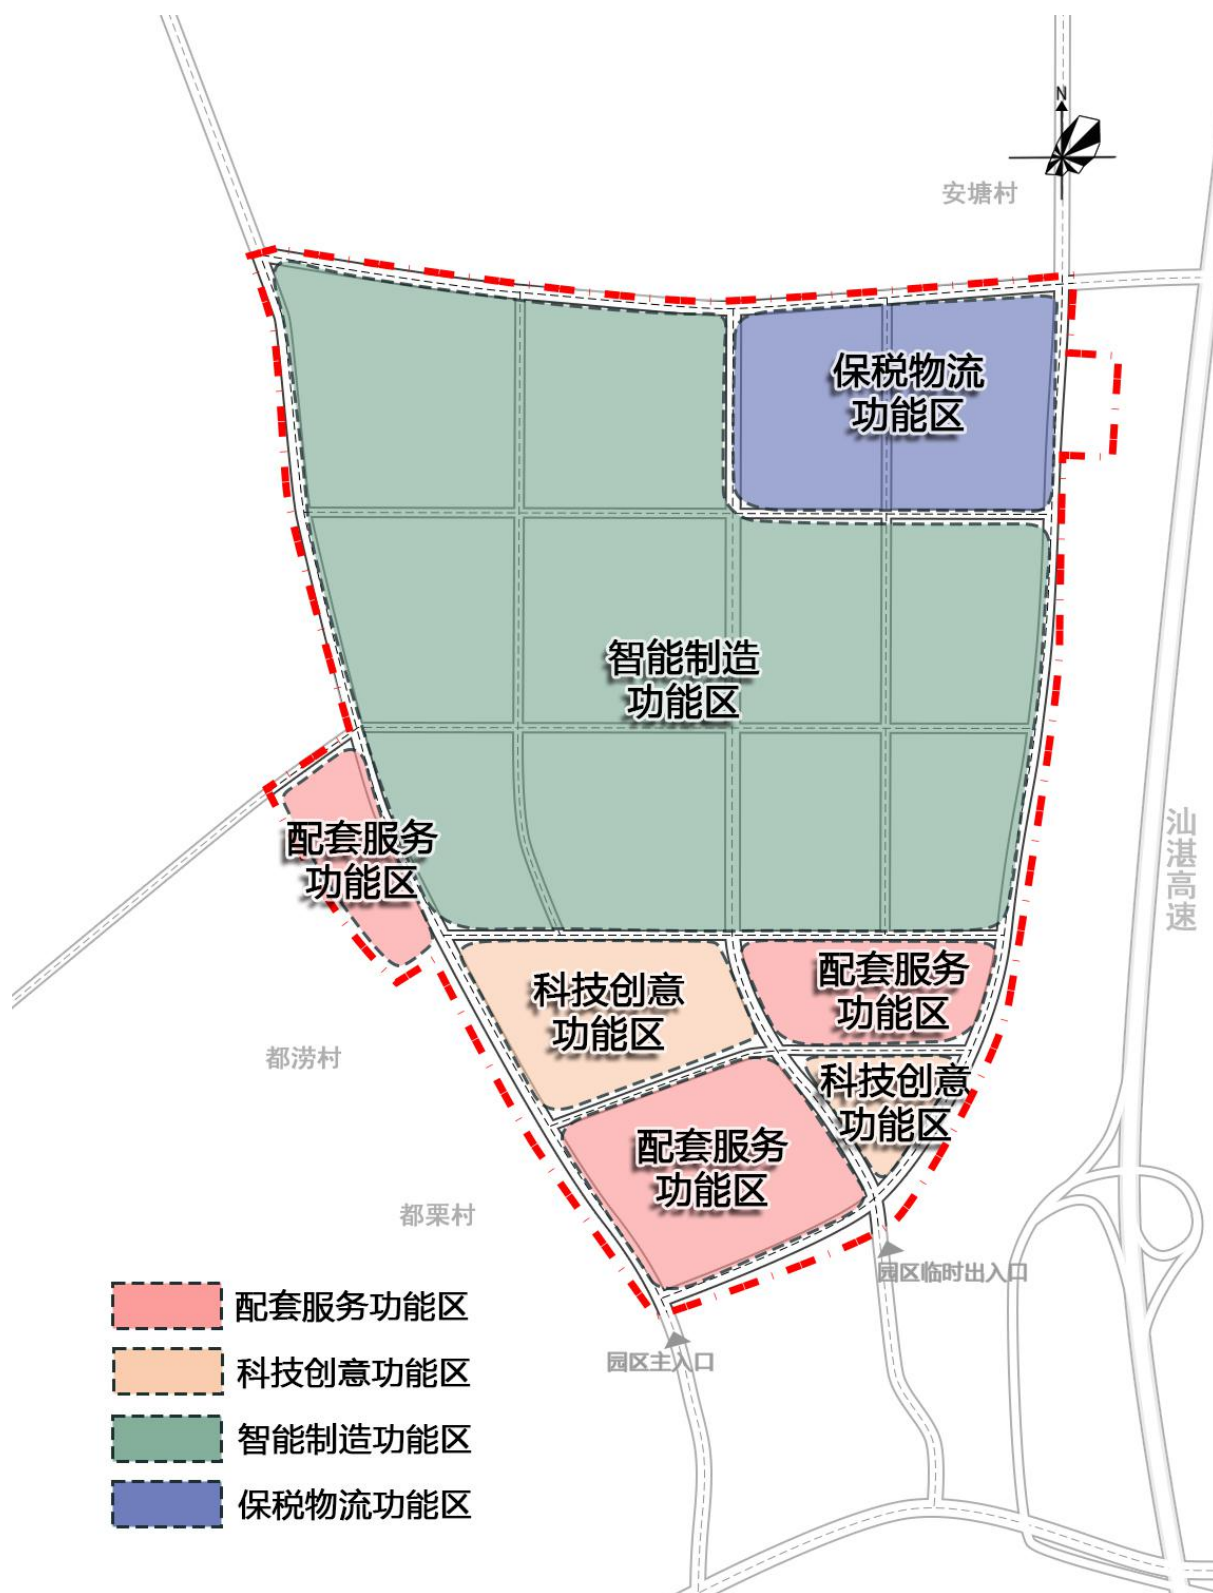 N
安塘村
保税物流
功能区
智能制造
功能区
汕湛高速
配套服务
功能区
科技创意
功能区
配套服务
功能区
都涝村
科技创意
功能区
配套服务
功能区
都栗村
园区临时出入口
园区主入口
配套服务功能区
科技创意功能区
智能制造功能区
保税物流功能区